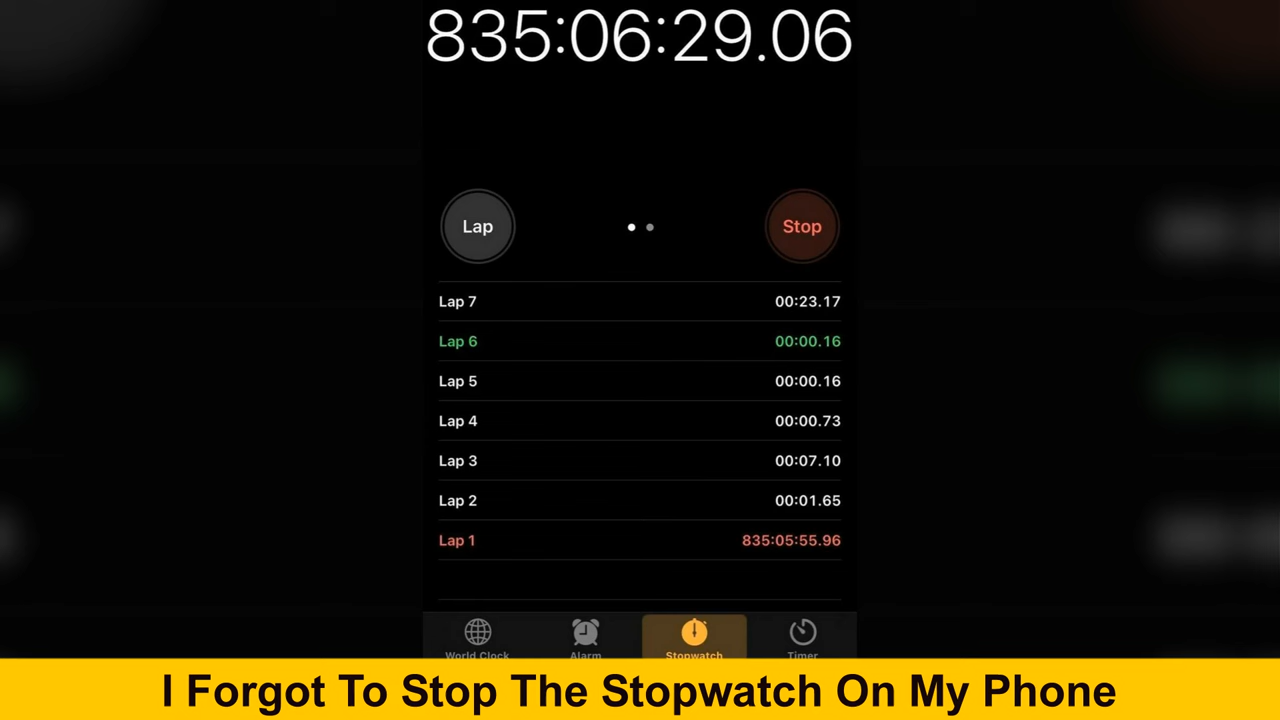 835:06:29.06
Lap Stop
Lap 7 00:23.17
Lap 6 00:00.16
Lap 5 00:00.16
Lap 4 00:00.73
Lap 3 00:07.10
Lap 2 00:01.65
Lap 1 835:05:55.96
World Clock Alarm Stopwatch Timer
I Forgot To Stop The Stopwatch On My Phone